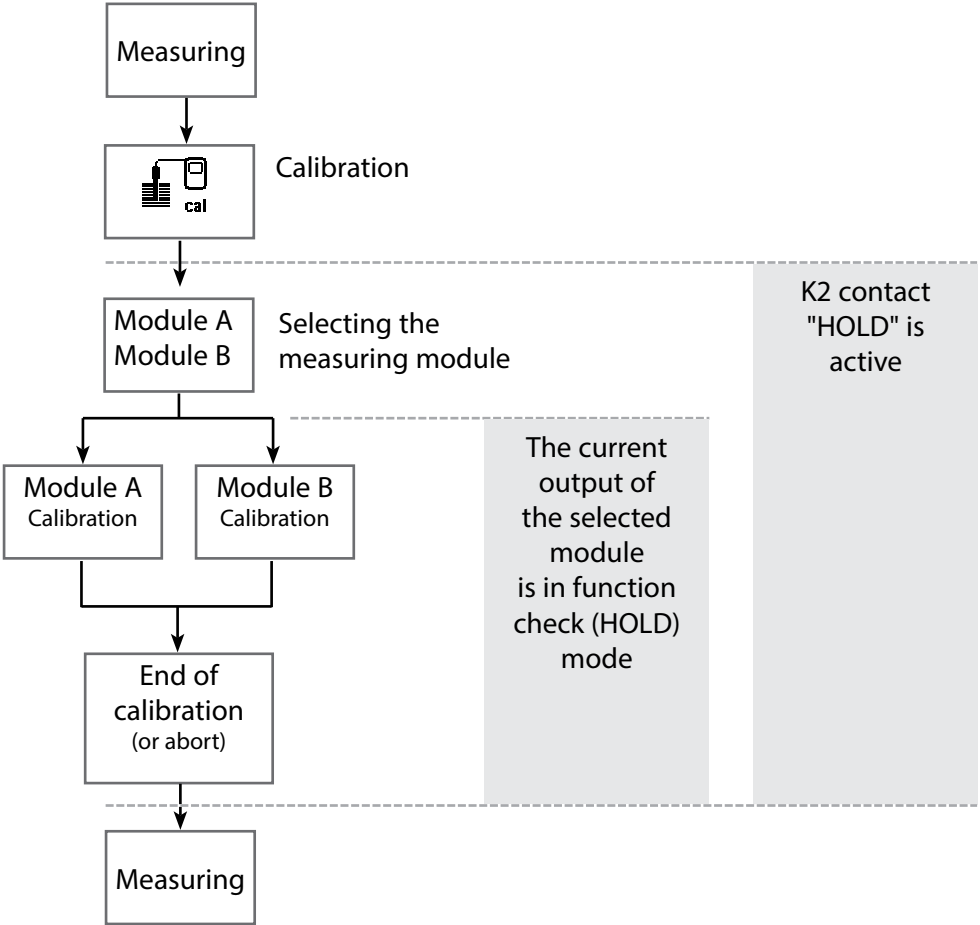 Measuring
cal
Calibration
Module A
Module B
Selecting the
measuring module
K2 contact
"HOLD" is
active
Module A
Calibration
Module B
Calibration
The current
output of
the selected
module
is in function
check (HOLD)
mode
End of
calibration
(or abort)
Measuring